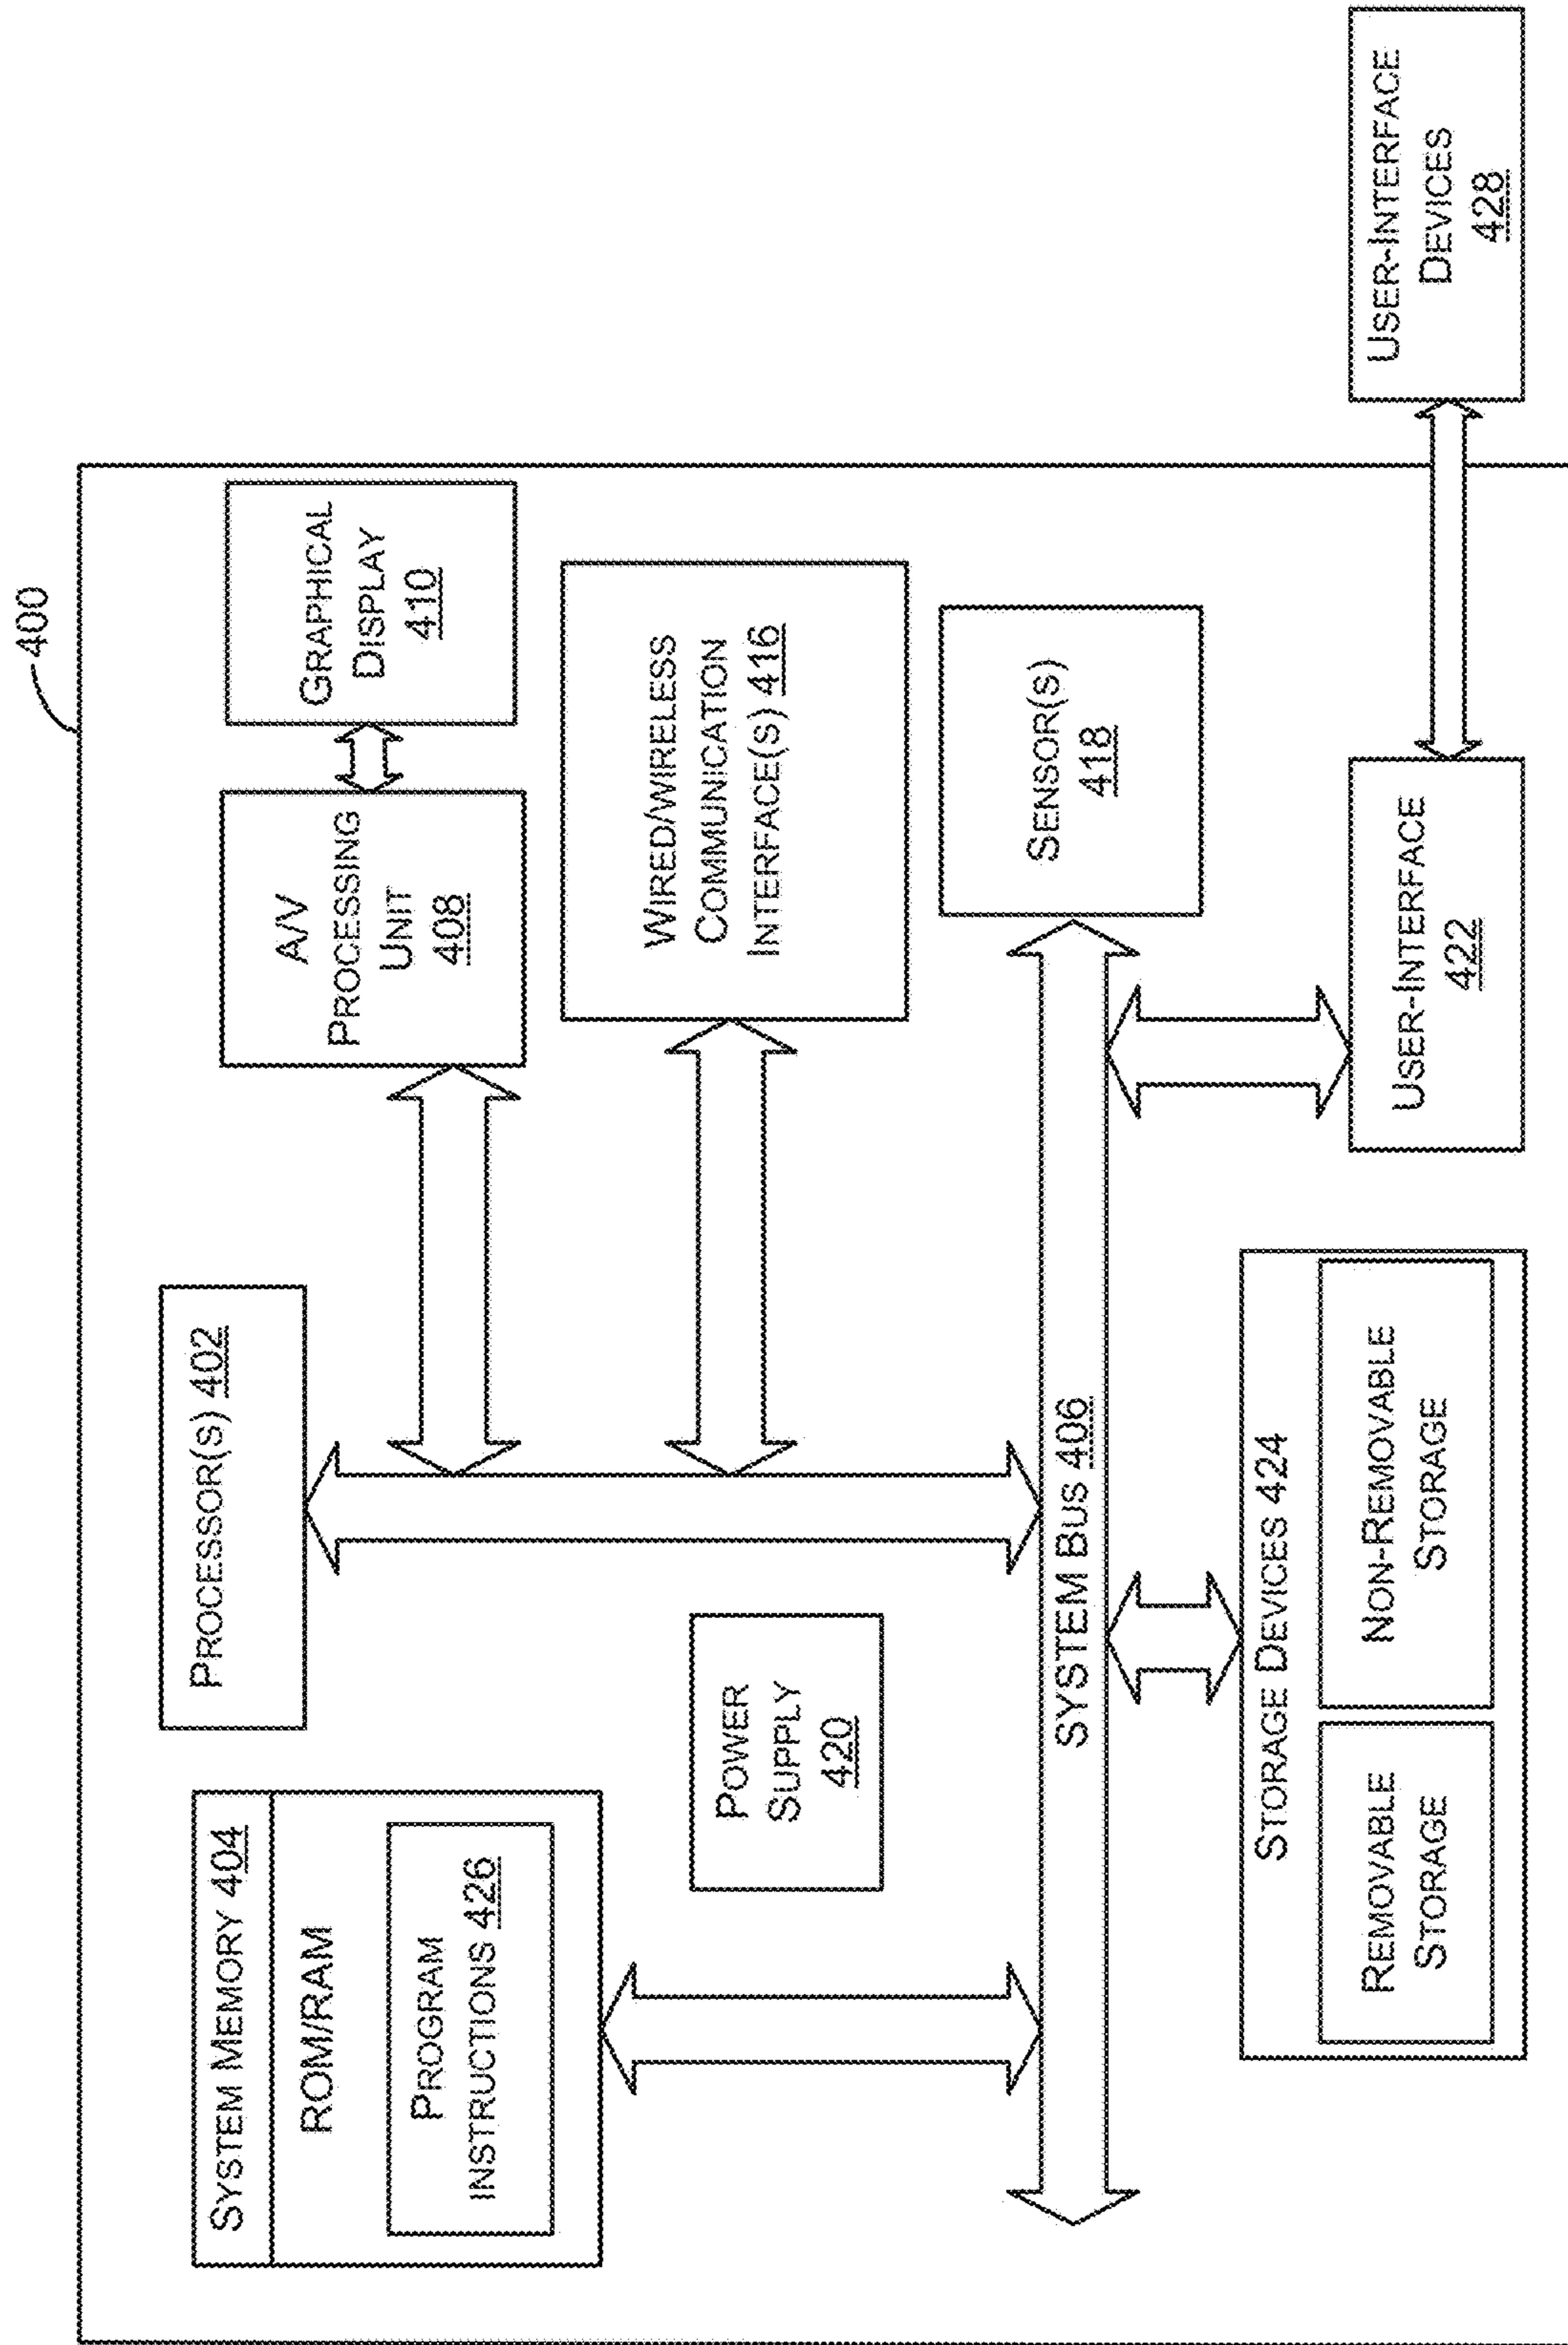 400
SYSTEM MEMORY 404
ROM/RAM
PROGRAM
INSTRUCTIONS 426
PROCESSOR(S) 402
A/V
PROCESSING
UNIT
408
GRAPHICAL
DISPLAY
410
WIRED/WIRELESS
COMMUNICATION
INTERFACE(S) 416
POWER
SUPPLY
420
SENSOR(S)
418
SYSTEM BUS 406
STORAGE DEVICES 424
REMOVABLE
STORAGE
NON-REMOVABLE
STORAGE
USER-INTERFACE
422
USER-INTERFACE
DEVICES
428